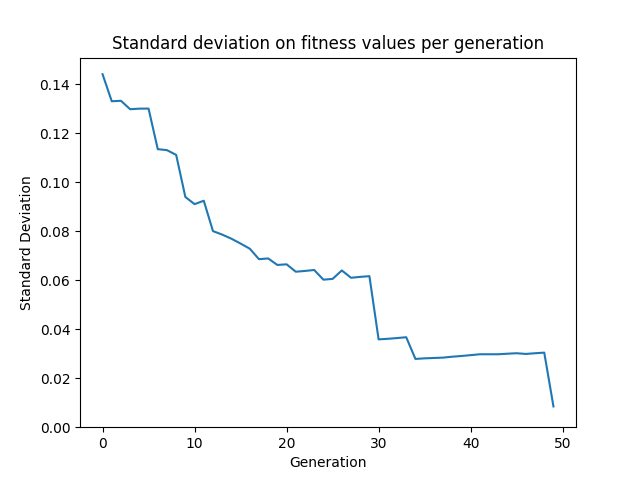 Standard deviation on fitness values per generation
0.14
0.12
0.10
0.08
0.06
0.04
0.02
0.00
Standard Deviation
0 10 20 30 40 50
Generation